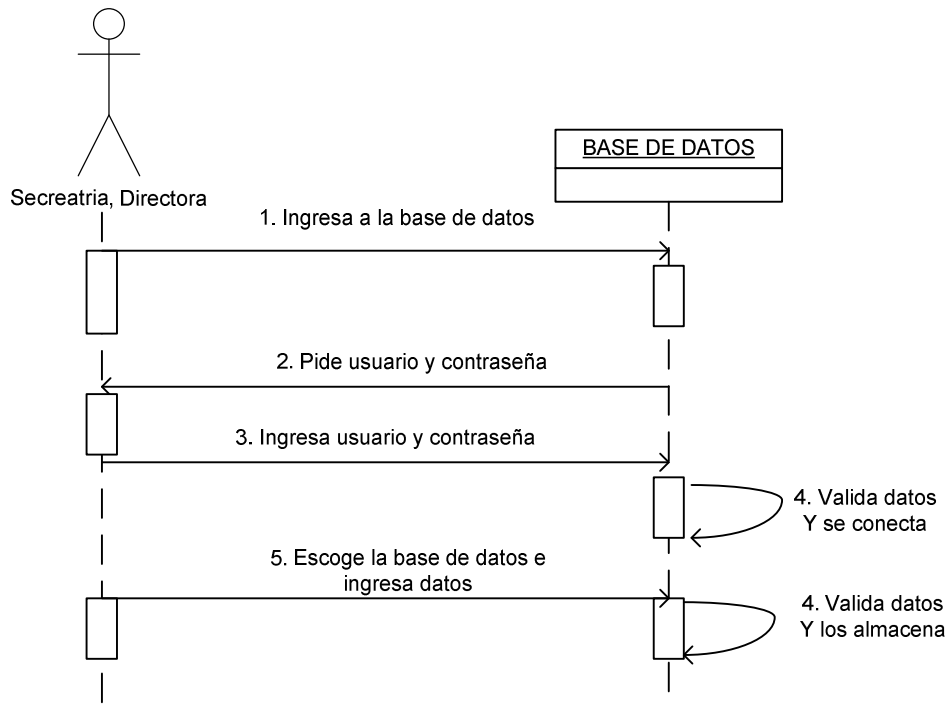 BASE DE DATOS
Secreatria, Directora
1. Ingresa a la base de datos
2. Pide usuario y contraseña
3. Ingresa usuario y contraseña
4. Valida datos
Y se conecta
5. Escoge la base de datos e
ingresa datos
4. Valida datos
Y los almacena